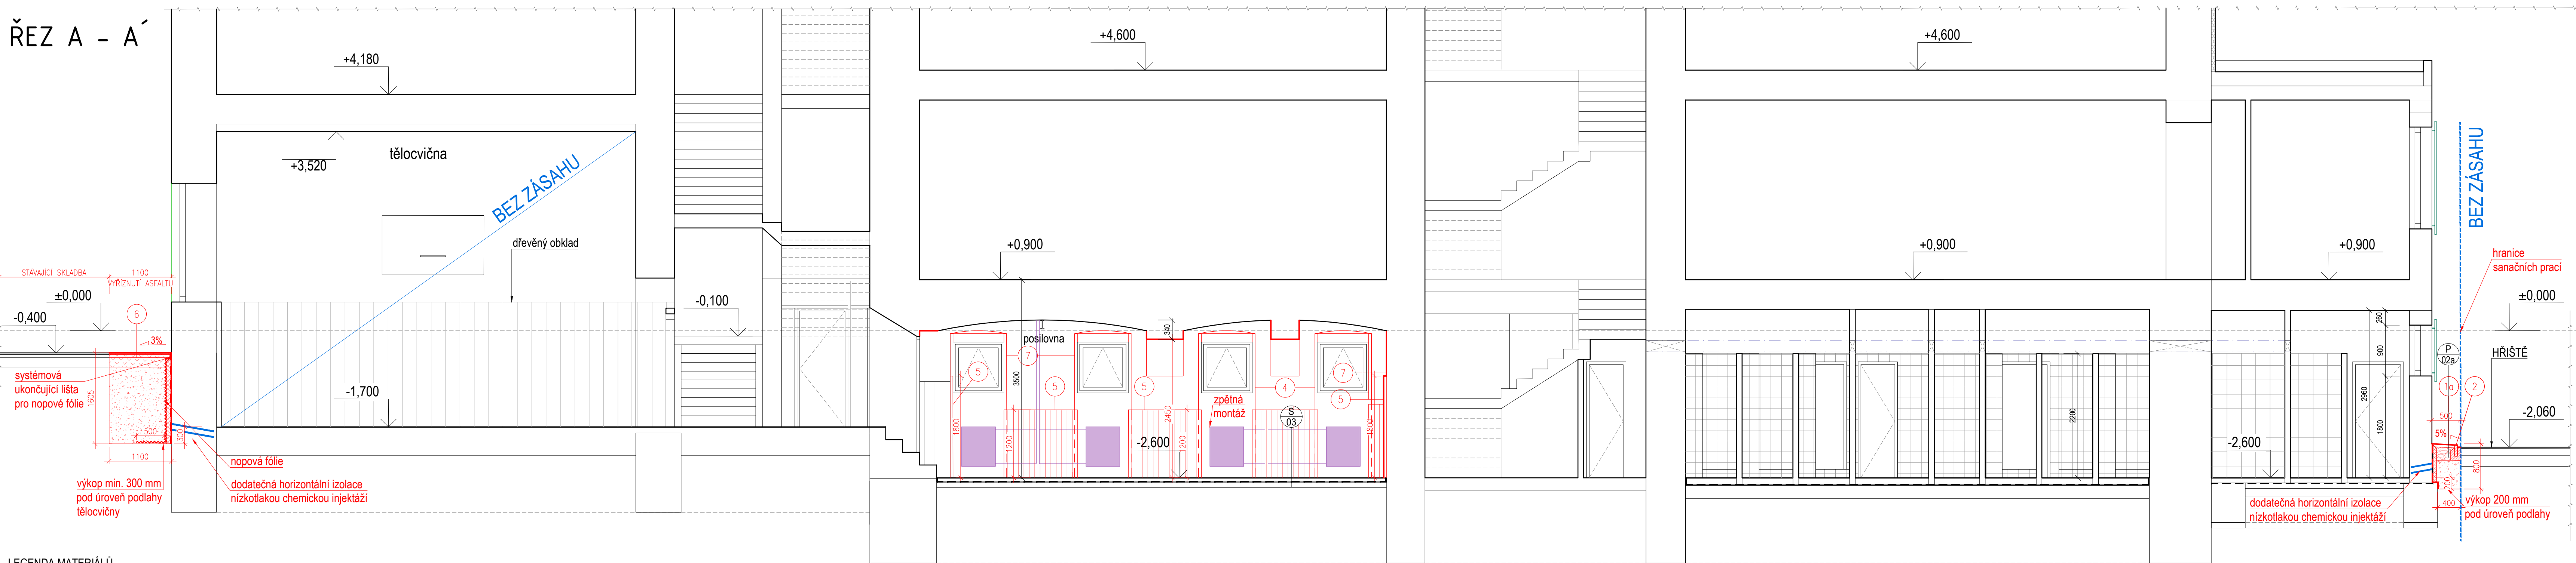 ŘEZ A - A´
+4,180
+3,520
tělocvična
BEZ ZÁSAHU
dřevěný obklad
-0,100
-1,700
STÁVAJÍCÍ SKLADBA
1100
VYŘÍZNUTÍ ASFALTU
±0,000
-0,400
6
3%
systémová
ukončující lišta
pro nopové fólie
1605
500
300
1100
výkop min. 300 mm
pod úroveň podlahy
tělocvičny
nopová fólie
dodatečná horizontální izolace
nízkotlakou chemickou injektáží
+4,600
+0,900
posilovna
340
3500
7
5
5
5
4
7
5
1800
1200
2450
1200
1800
zpětná
montáž
S
03
-2,600
+4,600
+0,900
2200
+0,900
260
900
2960
1800
-2,600
BEZ ZÁSAHU
hranice
sanačních prací
±0,000
HŘIŠTĚ
P
02a
1a
2
500
5%
-2,060
800
200
400
dodatečná horizontální izolace
nízkotlakou chemickou injektáží
výkop 200 mm
pod úroveň podlahy
LEGENDA MATERIÁLŮ